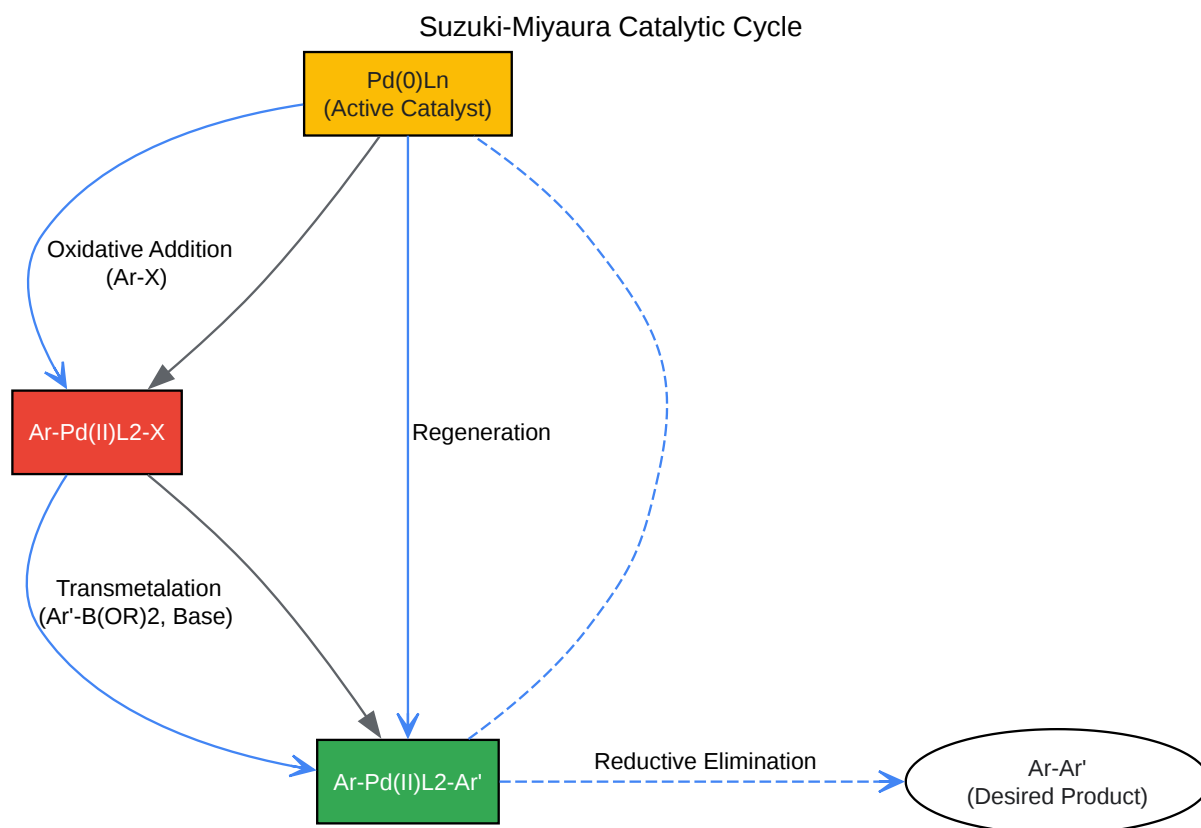 Suzuki-Miyaura Catalytic Cycle
Pd(0)Ln
(Active Catalyst)
Oxidative Addition
(Ar-X)
Ar-Pd(II)L2-X
Regeneration
Transmetalation
(Ar'-B(OR)2, Base)
Ar-Pd(II)L2-Ar'
Reductive Elimination
Ar-Ar'
(Desired Product)